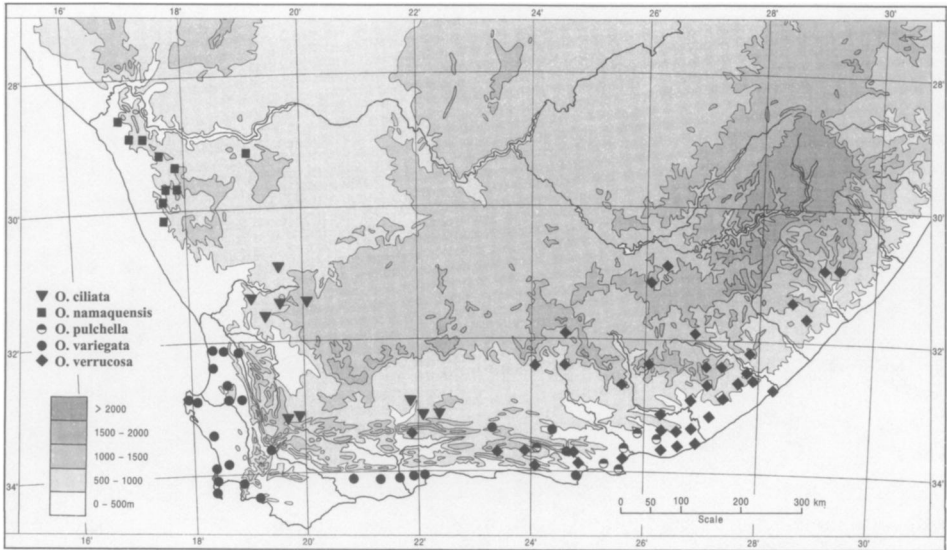 16' 18' 20' 22' 24' 26' 28' 30'
28'
30'
32'
34'
28'
30'
32'
34'
O. ciliata
O. namaquensis
O. pulchella
O. variegata
O. verrucosa
> 2000
1500 – 2000
1000 – 1500
500 – 1000
0 – 500m
0 50 100 200 300 km
Scale
16' 18' 20' 22' 24' 26' 28' 30'